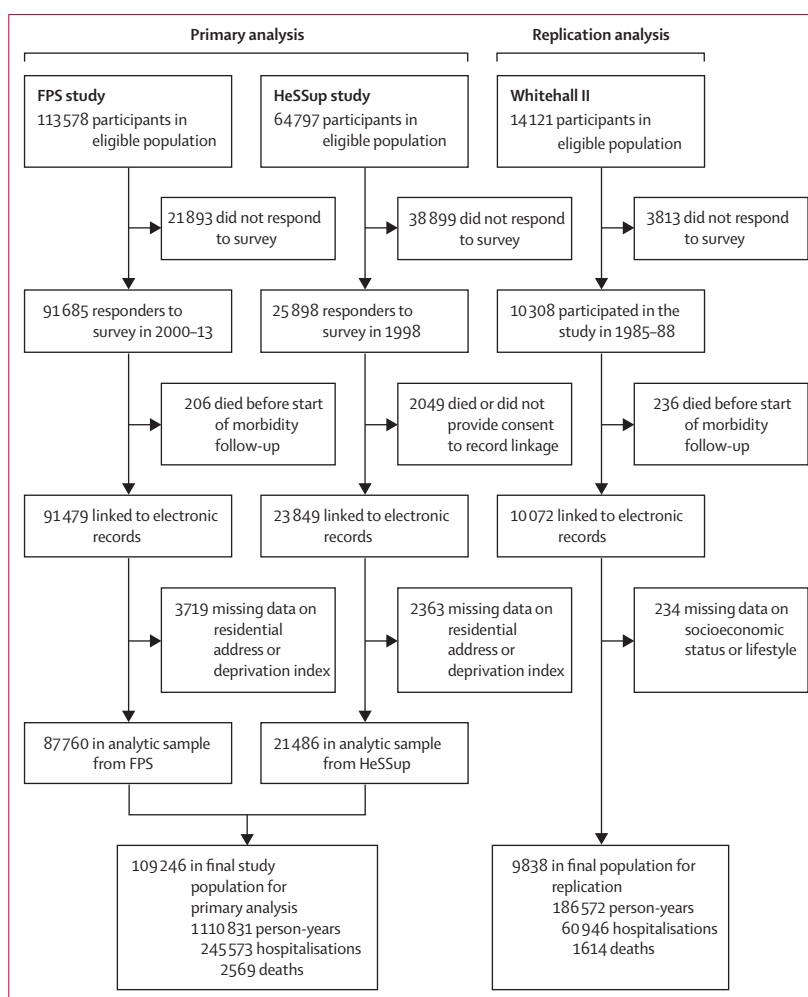 Primary analysis
Replication analysis
FPS study
113 578 participants in
eligible population
HeSSup study
64 797 participants in
eligible population
Whitehall II
14 121 participants in
eligible population
21 893 did not respond
to survey
38 899 did not respond
to survey
3813 did not respond
to survey
91 685 responders to
survey in 2000–13
25 898 responders to
survey in 1998
10 308 participated in the
study in 1985–88
206 died before start
of morbidity
follow-up
2049 died or did not
provide consent
to record linkage
236 died before start
of morbidity
follow-up
91 479 linked to electronic
records
23 849 linked to electronic
records
10 072 linked to electronic
records
3719 missing data on
residential
address or
deprivation index
2363 missing data on
residential
address or
deprivation index
234 missing data on
socioeconomic
status or lifestyle
87 760 in analytic sample
from FPS
21 486 in analytic sample
from HeSSup
109 246 in final study
population for
primary analysis
1 110 831 person-years
245 573 hospitalisations
2569 deaths
9838 in final population for
replication
186 572 person-years
60 946 hospitalisations
1614 deaths